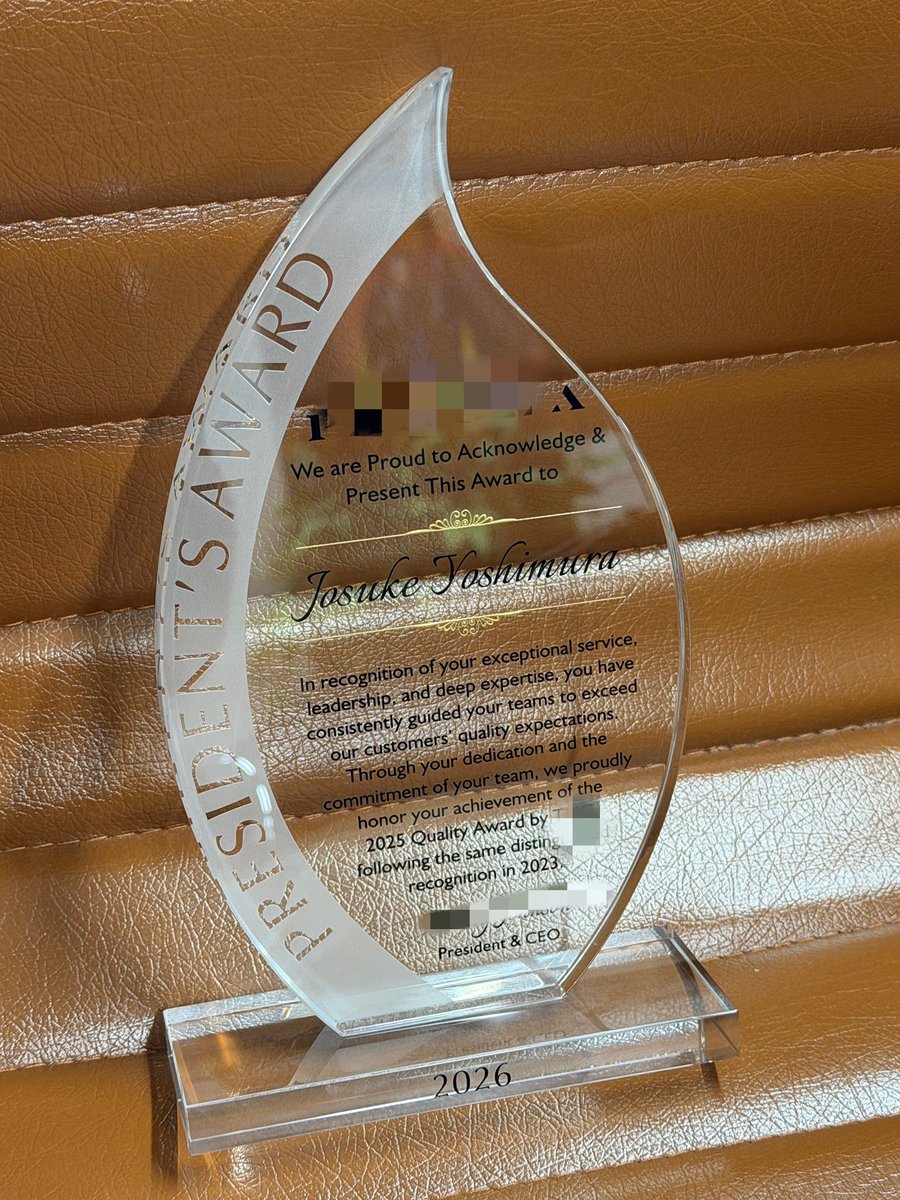 PRESIDENT'S AWARD
We are Proud to Acknowledge &
Present This Award to
Josuke Yoshimura
In recognition of your exceptional service,
leadership, and deep expertise, you have
consistently guided your teams to exceed
our customers' quality expectations.
Through your dedication and the
commitment of your team, we proudly
honor your achievement of the
2025 Quality Award by
following the same
recognition in 2023.
President & CEO
2026